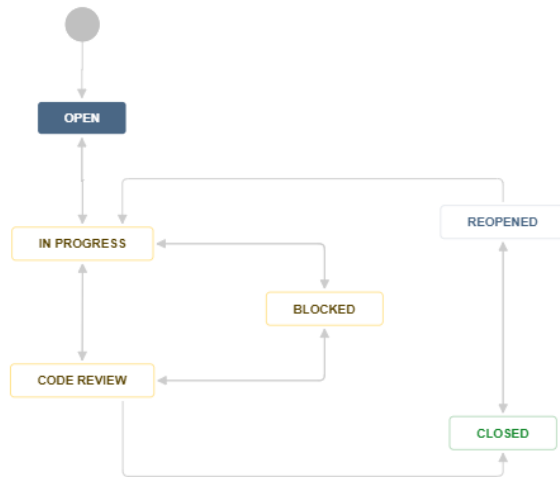 OPEN
REOPENED
IN PROGRESS
BLOCKED
CODE REVIEW
CLOSED